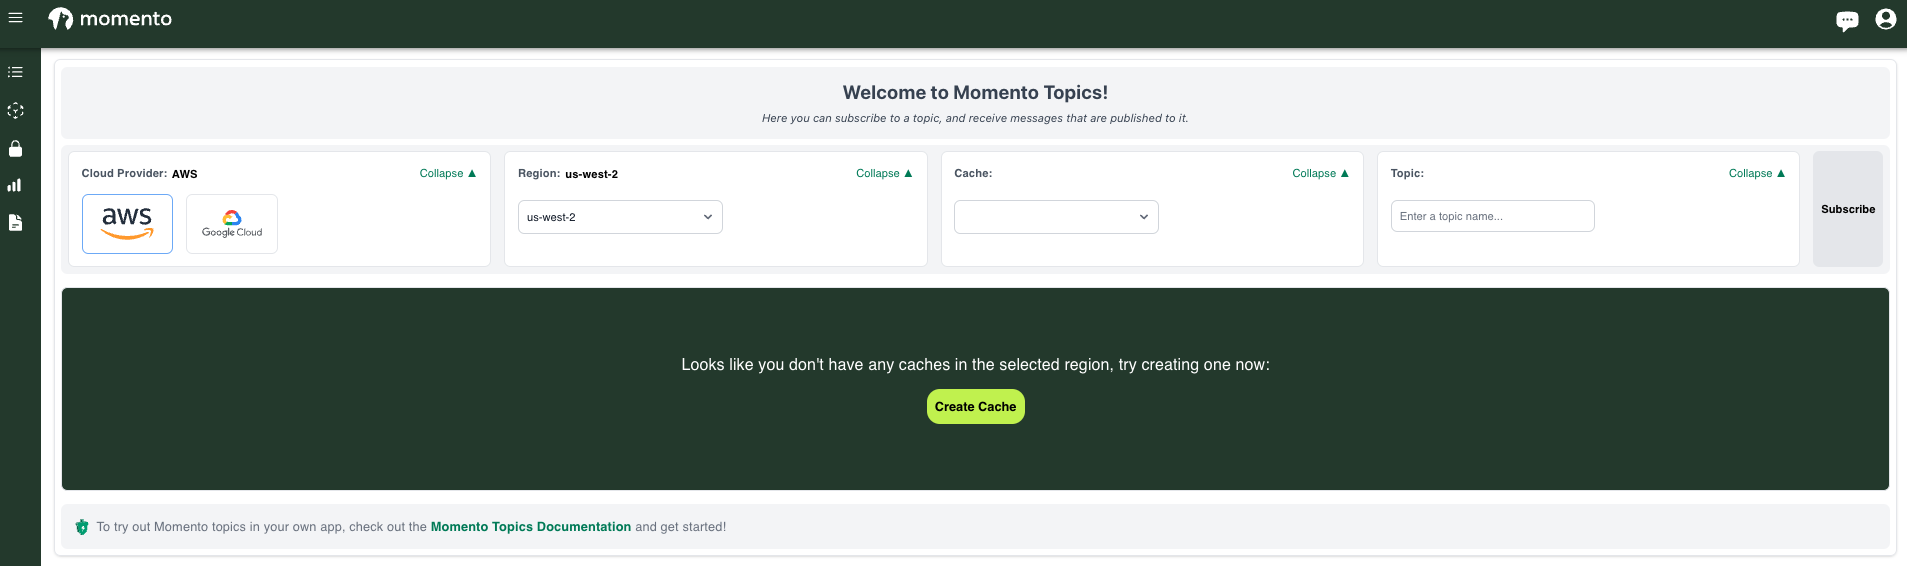 momento
Welcome to Momento Topics!
Here you can subscribe to a topic, and receive messages that are published to it.
Cloud Provider: AWS
Collapse ▲
aws
Google Cloud
Region: us-west-2
Collapse ▲
us-west-2
Cache:
Collapse ▲
Topic:
Collapse ▲
Enter a topic name...
Subscribe
Looks like you don't have any caches in the selected region, try creating one now:
Create Cache
To try out Momento topics in your own app, check out the Momento Topics Documentation and get started!